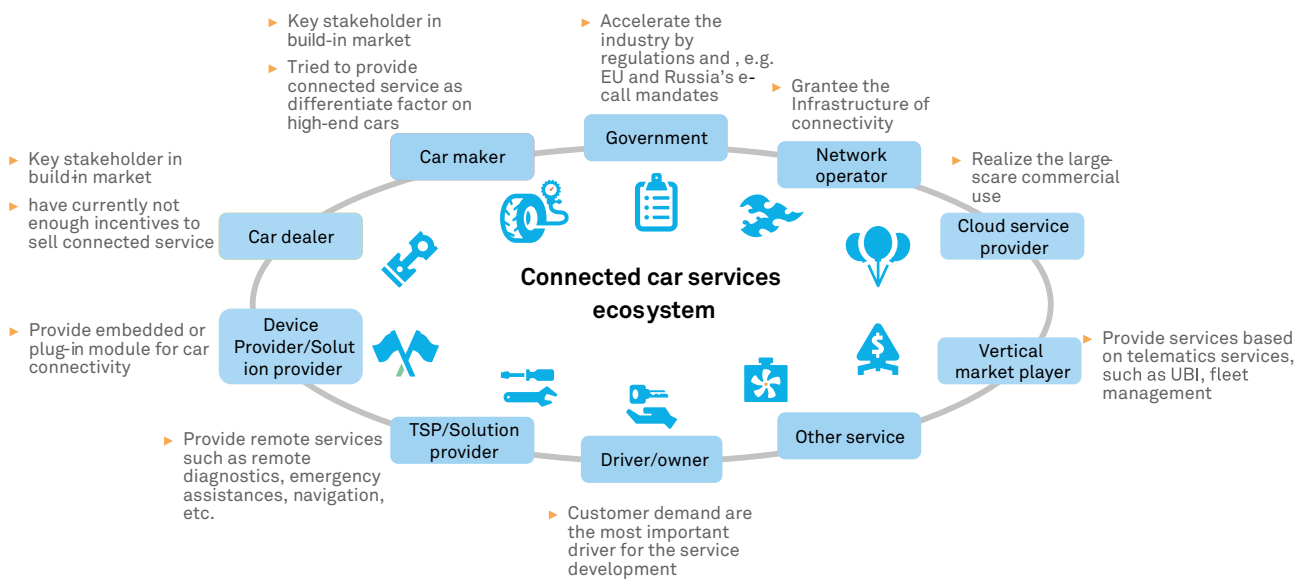 ► Key stakeholder in
build-in market
► Tried to provide
connected service as
differentiate factor on
high-end cars
Car maker
► Accelerate the
industry by
regulations and , e.g.
EU and Russia's e-
call mandates
Government
► Grantee the
Infrastructure of
connectivity
Network
operator
► Realize the large-
scare commercial
use
Cloud service
provider
► Key stakeholder in
build-in market
► have currently not
enough incentives to
sell connected service
Car dealer
Connected car services
ecosystem
► Provide embedded or
plug-in module for car
connectivity
Device
Provider/Solut
ion provider
Vertical
market player
► Provide services based
on telematics services,
such as UBI, fleet
management
► Provide remote services
such as remote
diagnostics, emergency
assistances, navigation,
etc.
TSP/Solution
provider
Driver/owner
► Customer demand are
the most important
driver for the service
development
Other service
$